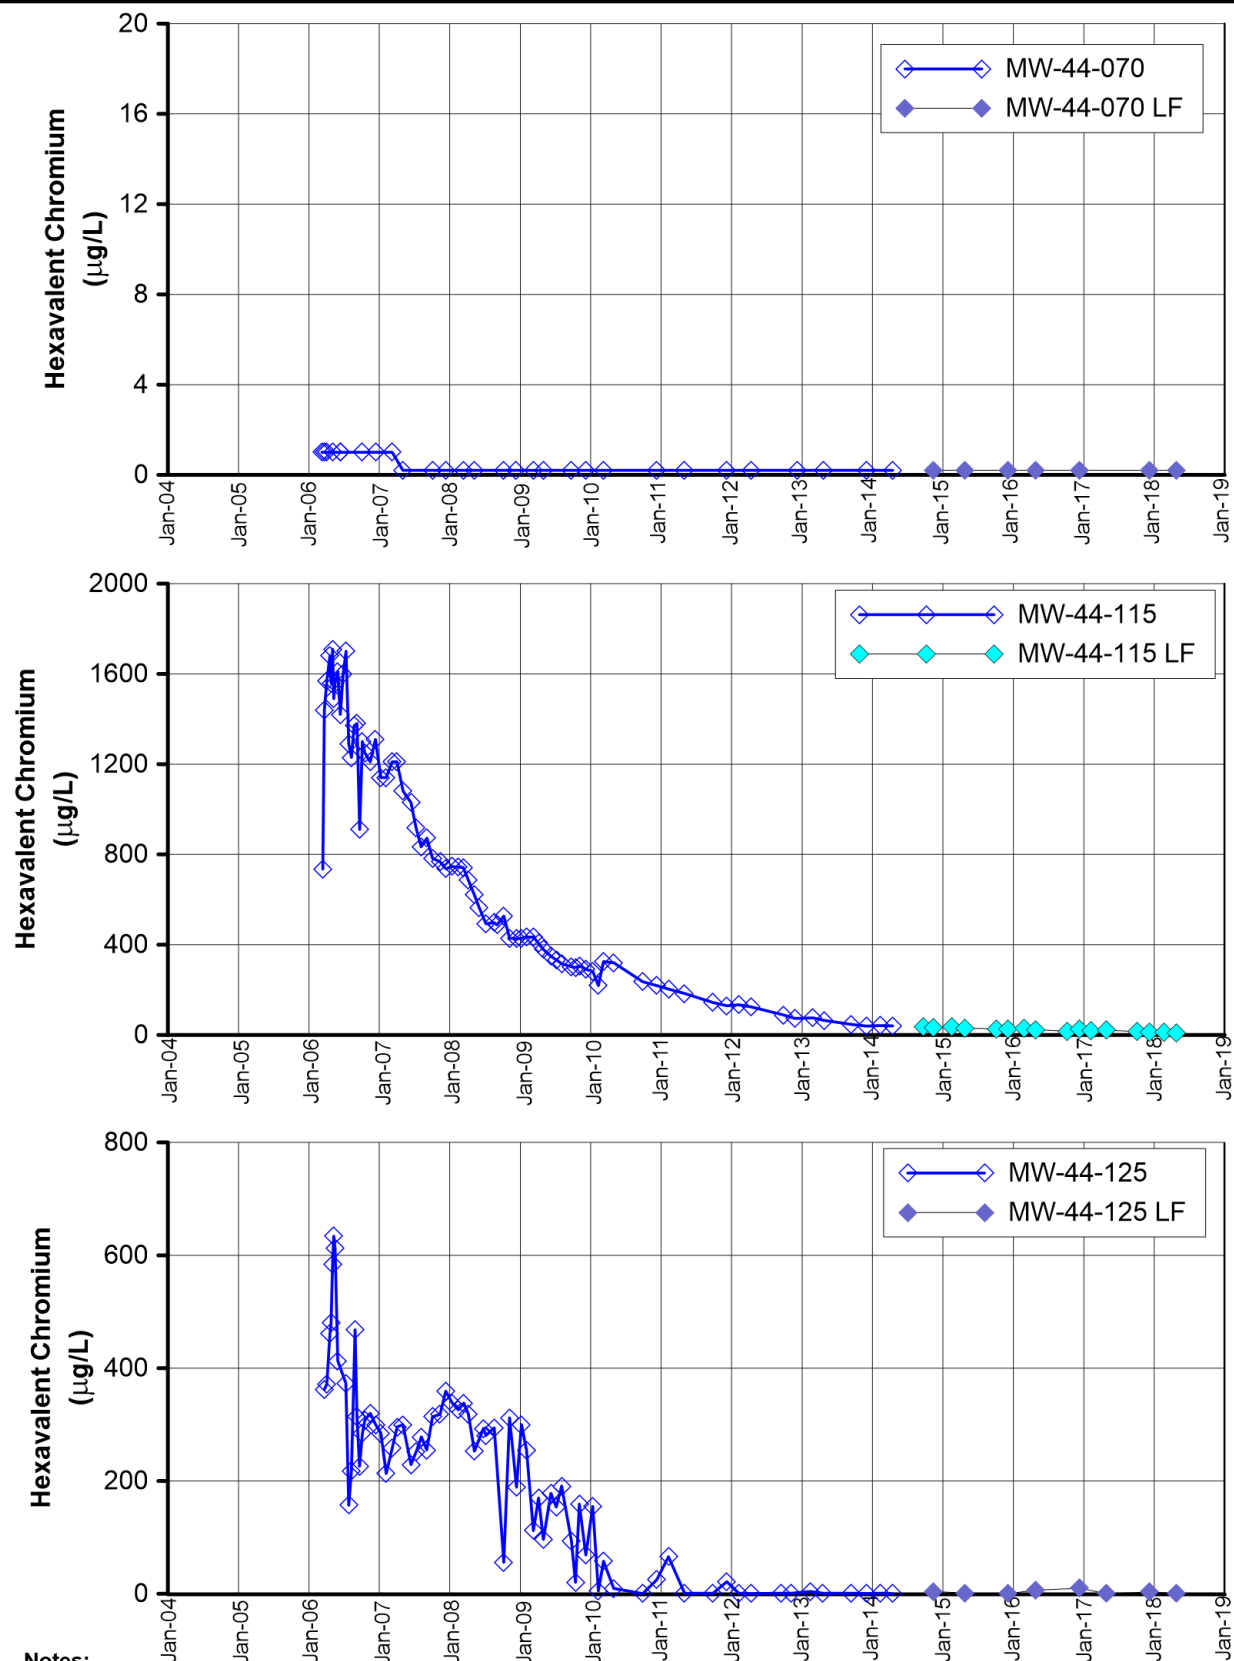 20
16
12
8
4
0
Hexavalent Chromium
(µg/L)
MW-44-070
MW-44-070 LF
Jan-04
Jan-05
Jan-06
Jan-07
Jan-08
Jan-09
Jan-10
Jan-11
Jan-12
Jan-13
Jan-14
Jan-15
Jan-16
Jan-17
Jan-18
Jan-19
2000
1600
1200
800
400
0
Hexavalent Chromium
(µg/L)
MW-44-115
MW-44-115 LF
Jan-04
Jan-05
Jan-06
Jan-07
Jan-08
Jan-09
Jan-10
Jan-11
Jan-12
Jan-13
Jan-14
Jan-15
Jan-16
Jan-17
Jan-18
Jan-19
800
600
400
200
0
Hexavalent Chromium
(µg/L)
MW-44-125
MW-44-125 LF
Jan-04
Jan-05
Jan-06
Jan-07
Jan-08
Jan-09
Jan-10
Jan-11
Jan-12
Jan-13
Jan-14
Jan-15
Jan-16
Jan-17
Jan-18
Jan-19
Notes: